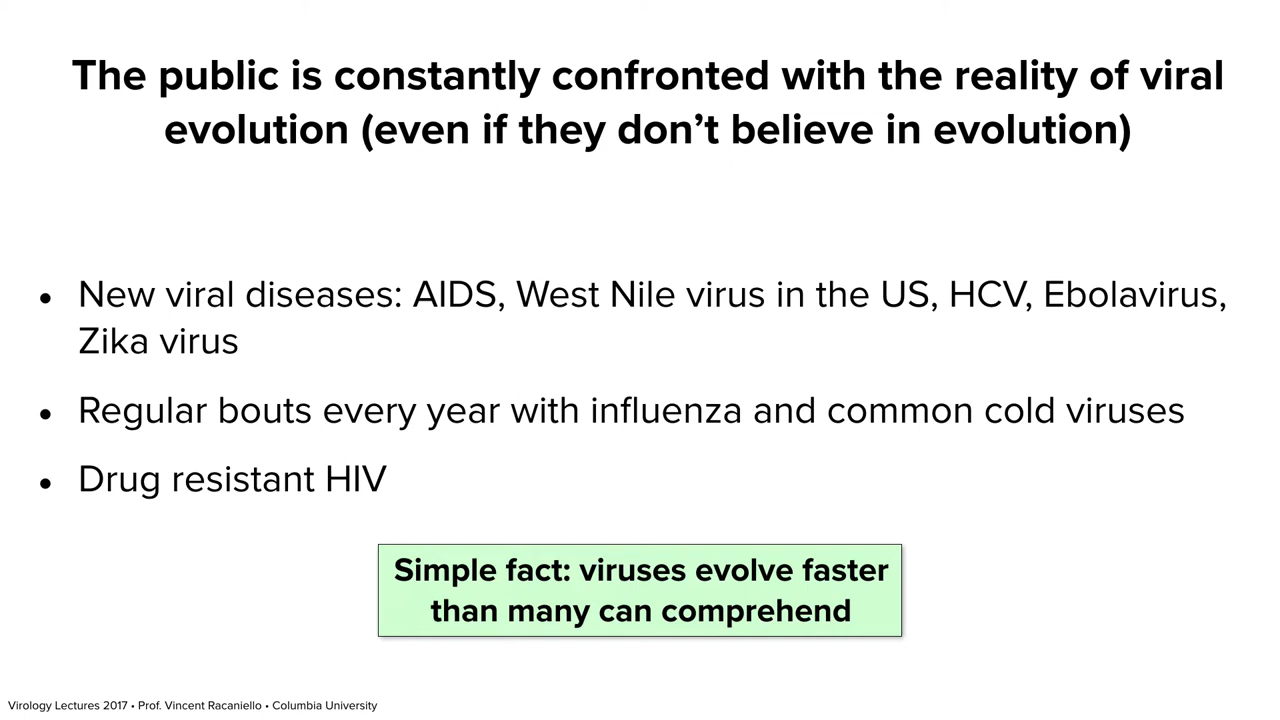 The public is constantly confronted with the reality of viral
evolution (even if they don’t believe in evolution)
• New viral diseases: AIDS, West Nile virus in the US, HCV, Ebolavirus,
Zika virus
• Regular bouts every year with influenza and common cold viruses
• Drug resistant HIV
Simple fact: viruses evolve faster
than many can comprehend
Virology Lectures 2017 • Prof. Vincent Racaniello • Columbia University